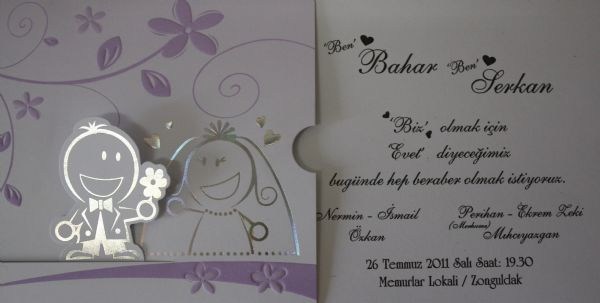 "Ben' Bahar "Ben' Serkan
'Biz' olmak için
'Evet' diyeceğimiz
bugünde hep beraber olmak istiyoruz.
Nermin - İsmail
Özkan
Perihan - Ekrem Zeki
(Merhume)
Mıhcıyazgan
26 Temmuz 2011 Salı Saat: 19.30
Memurlar Lokali / Zonguldak